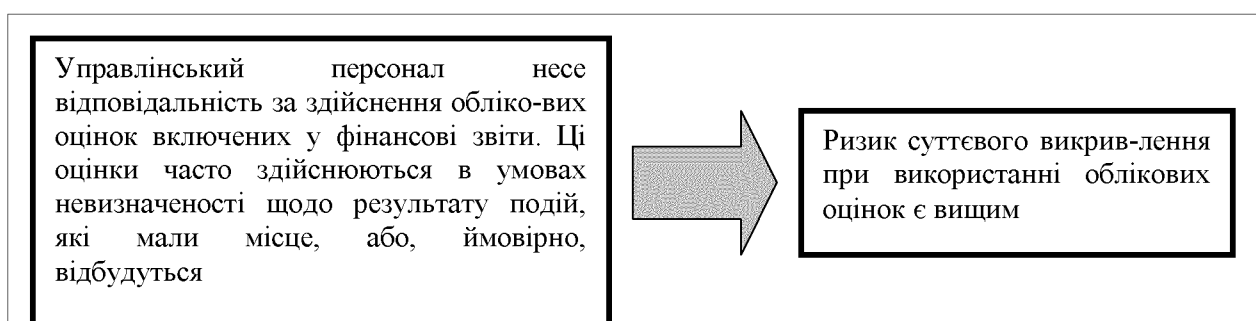 Управлінський персонал несе
відповідальність за здійснення обліко-вих
оцінок включених у фінансові звіти. Ці
оцінки часто здійснюються в умовах
невизначеності щодо результату подій,
які мали місце, або, ймовірно,
відбудуться
Ризик суттєвого викрив-лення
при використанні облікових
оцінок є вищим